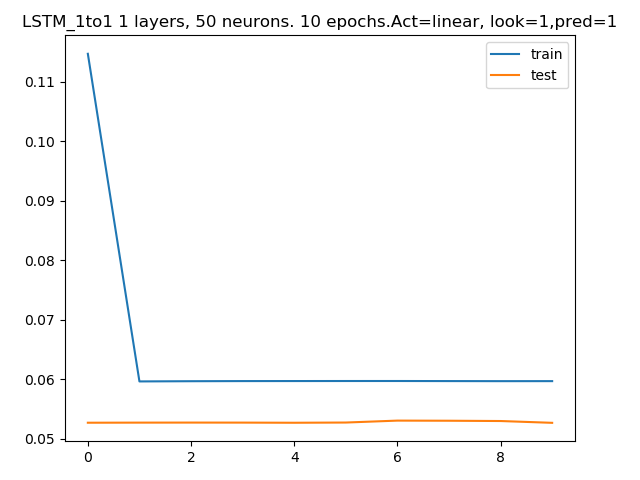 LSTM_1to1 1 layers, 50 neurons. 10 epochs.Act=linear, look=1,pred=1
train
test
0.11
0.10
0.09
0.08
0.07
0.06
0.05
0 2 4 6 8